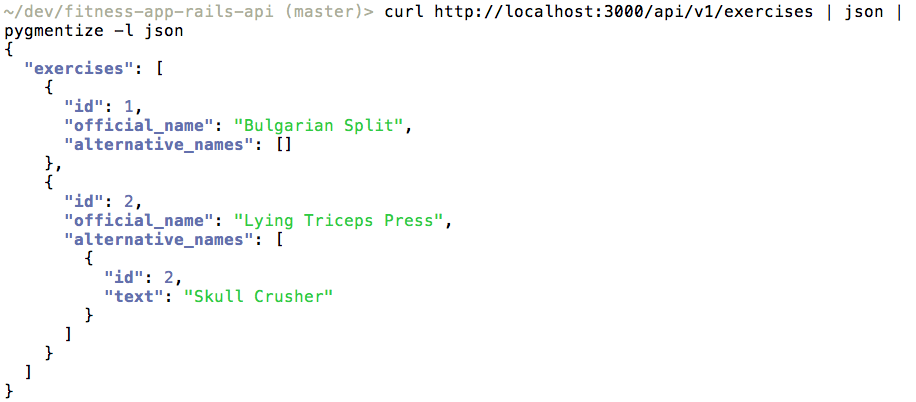 ~/dev/fitness-app-rails-api (master)> curl http://localhost:3000/api/v1/exercises | json |
pygmentize -l json
{
  "exercises": [
    {
      "id": 1,
      "official_name": "Bulgarian Split",
      "alternative_names": []
    },
    {
      "id": 2,
      "official_name": "Lying Triceps Press",
      "alternative_names": [
        {
          "id": 2,
          "text": "Skull Crusher"
        }
      ]
    }
  ]
}